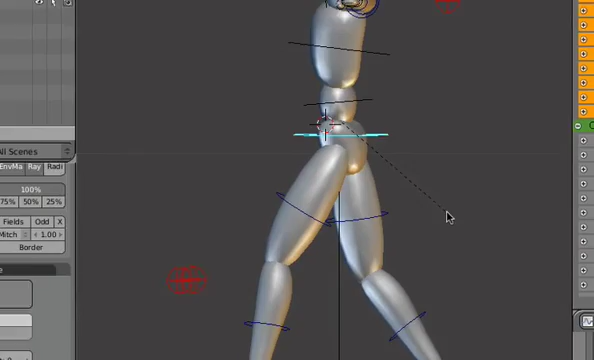 All Scenes
EnvMa Ray Radi
100%
75% 50% 25%
Fields Odd X
Mitch 1.00
Border